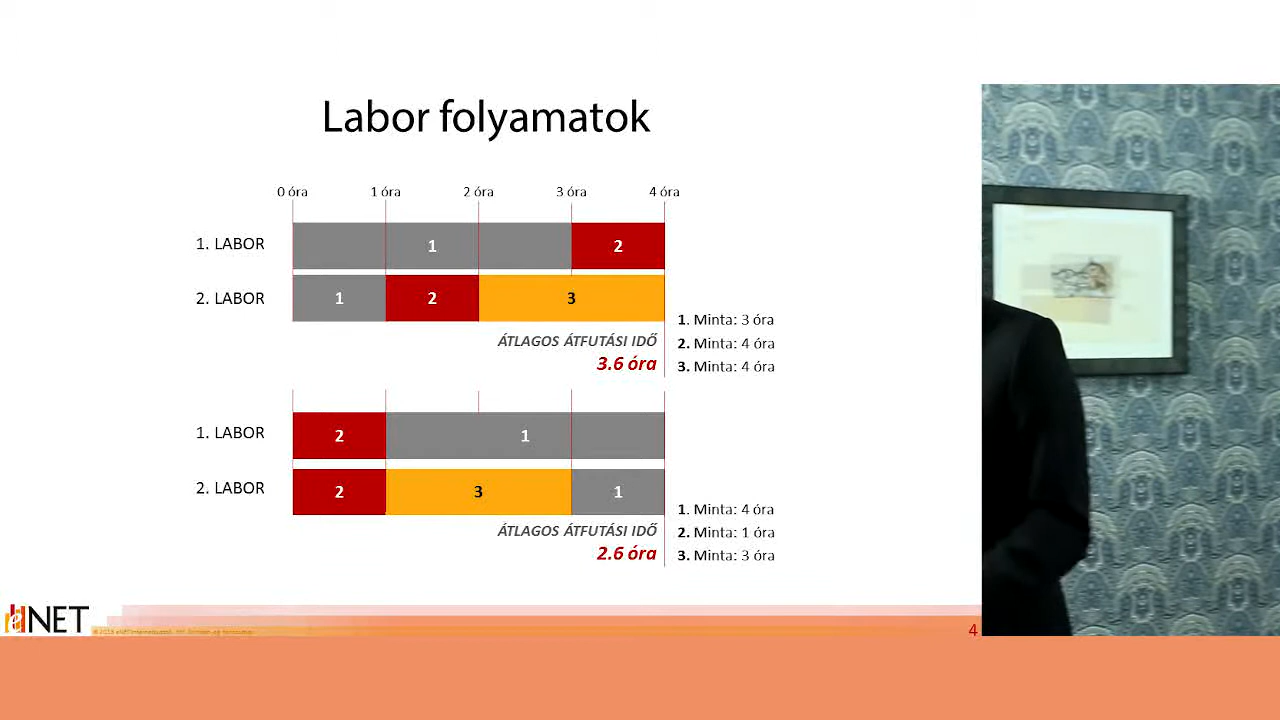 Labor folyamatok
0 óra 1 óra 2 óra 3 óra 4 óra
1. LABOR 1 2
2. LABOR 1 2 3
1. Minta: 3 óra
ÁTLAGOS ÁTFUTÁSI IDŐ 2. Minta: 4 óra
3.6 óra 3. Minta: 4 óra
1. LABOR 2 1
2. LABOR 2 3 1
1. Minta: 4 óra
ÁTLAGOS ÁTFUTÁSI IDŐ 2. Minta: 1 óra
2.6 óra 3. Minta: 3 óra
NET
4